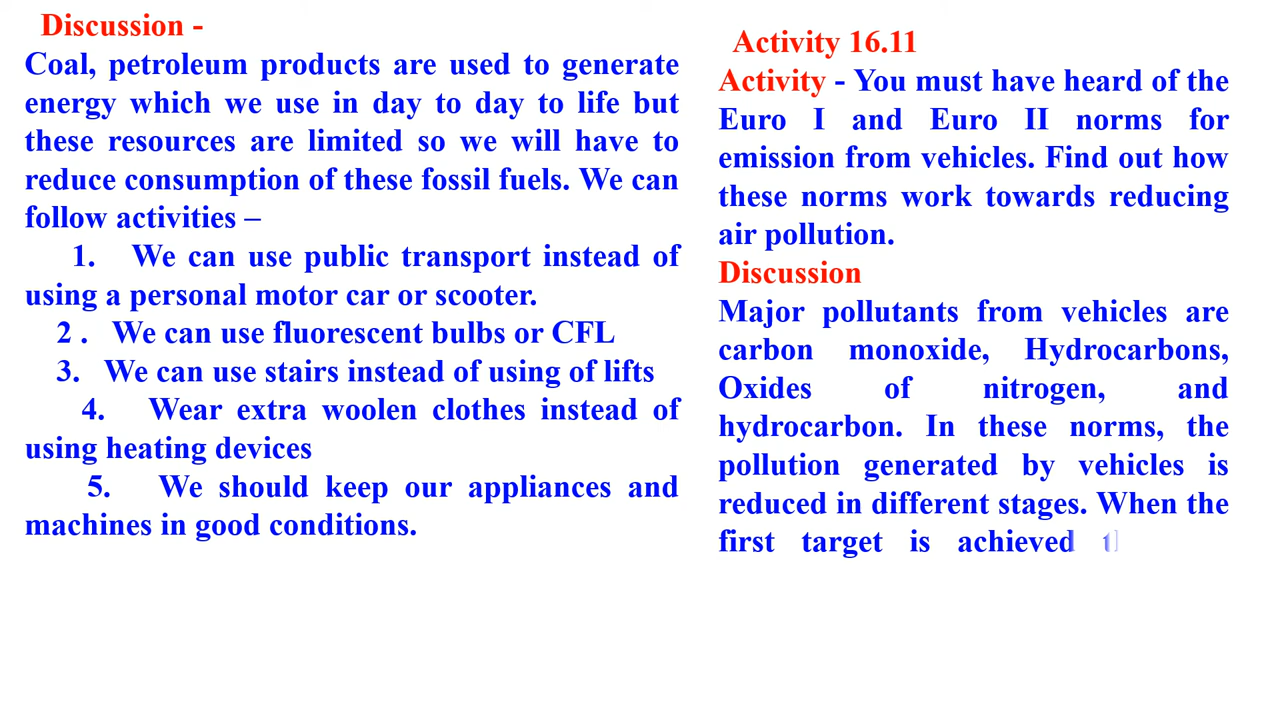 Discussion -
Coal, petroleum products are used to generate
energy which we use in day to day to life but
these resources are limited so we will have to
reduce consumption of these fossil fuels. We can
follow activities –
1. We can use public transport instead of
using a personal motor car or scooter.
2 . We can use fluorescent bulbs or CFL
3. We can use stairs instead of using of lifts
4. Wear extra woolen clothes instead of
using heating devices
5. We should keep our appliances and
machines in good conditions.
Activity 16.11
Activity - You must have heard of the
Euro I and Euro II norms for
emission from vehicles. Find out how
these norms work towards reducing
air pollution.
Discussion
Major pollutants from vehicles are
carbon monoxide, Hydrocarbons,
Oxides of nitrogen, and
hydrocarbon. In these norms, the
pollution generated by vehicles is
reduced in different stages. When the
first target is achieved